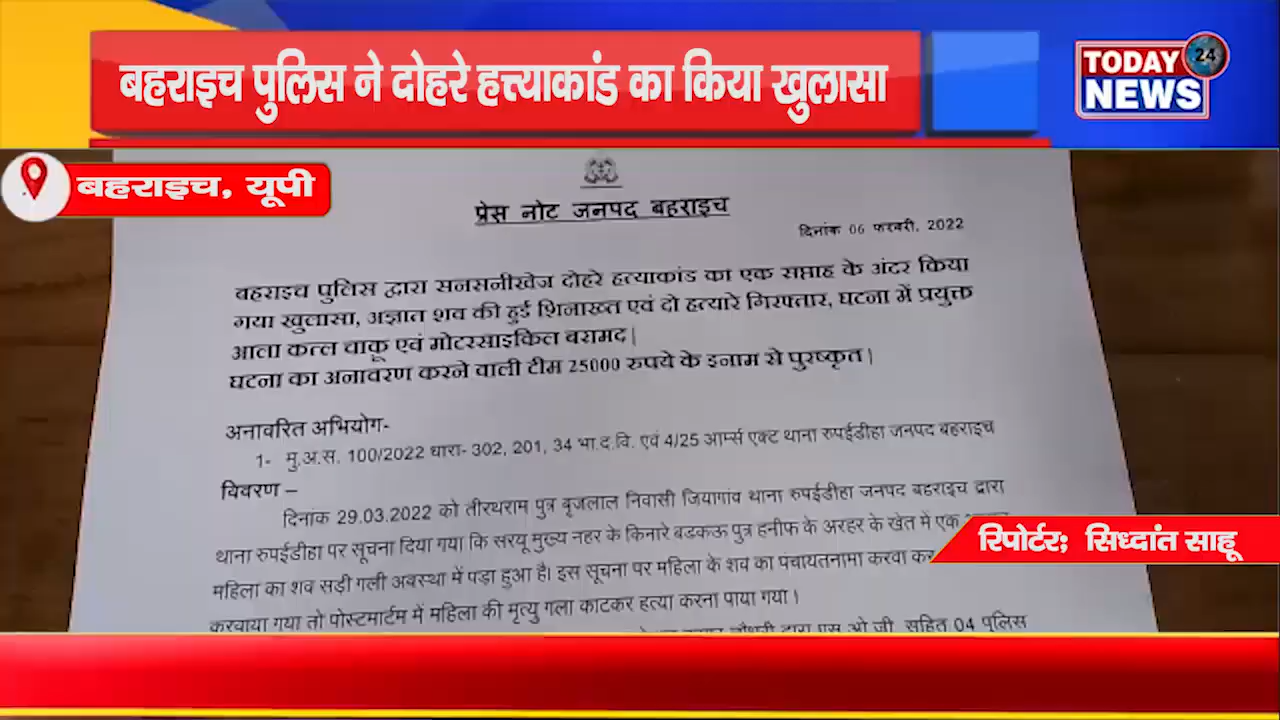 बहराइच पुलिस ने दोहरे हत्त्याकांड का किया खुलासा
TODAY 24
NEWS
बहराइच, यूपी
प्रेस नोट जनपद बहराइच
दिनांक 06 फरबरी, 2022
बहराइच पुलिस द्वारा सनसनीखेज दोहरे हत्याकांड का एक सप्ताह के अंदर किया
गया खुलासा, अज्ञात शव की हुई शिनाख्त एवं दो हत्यारे गिरफ्तार, घटना में प्रयुक्त
आला कत्ल चाकू एवं मोटरसाइकिल बरामद|
घटना का अनावरण करने वाली टीम 25000 रुपये के इनाम से पुरष्कृत|
अनावरित अभियोग-
1- मु.अ.स. 100/2022 धारा- 302, 201, 34 भा.द.वि. एवं 4/25 आर्म्स एक्ट थाना रुपईडीहा जनपद बहराइच
विवरण –
दिनांक 29.03.2022 को तीरथराम पुत्र बृजलाल निवासी जियागांव थाना रुपईडीहा जनपद बहराइच द्वारा
थाना रुपईडीहा पर सूचना दिया गया कि सरयू मुख्य नहर के किनारे बडकऊ पुत्र हनीफ के अरहर के खेत में एक
रिपोर्टर; सिध्दांत साहू
महिला का शव सड़ी गली अवस्था में पड़ा हुआ है। इस सूचना पर महिला के शव का पंचायतनामा करवा कर
करवाया गया तो पोस्टमार्टम में महिला की मृत्यु गला काटकर हत्या करना पाया गया।
सहित 04 पुलिस